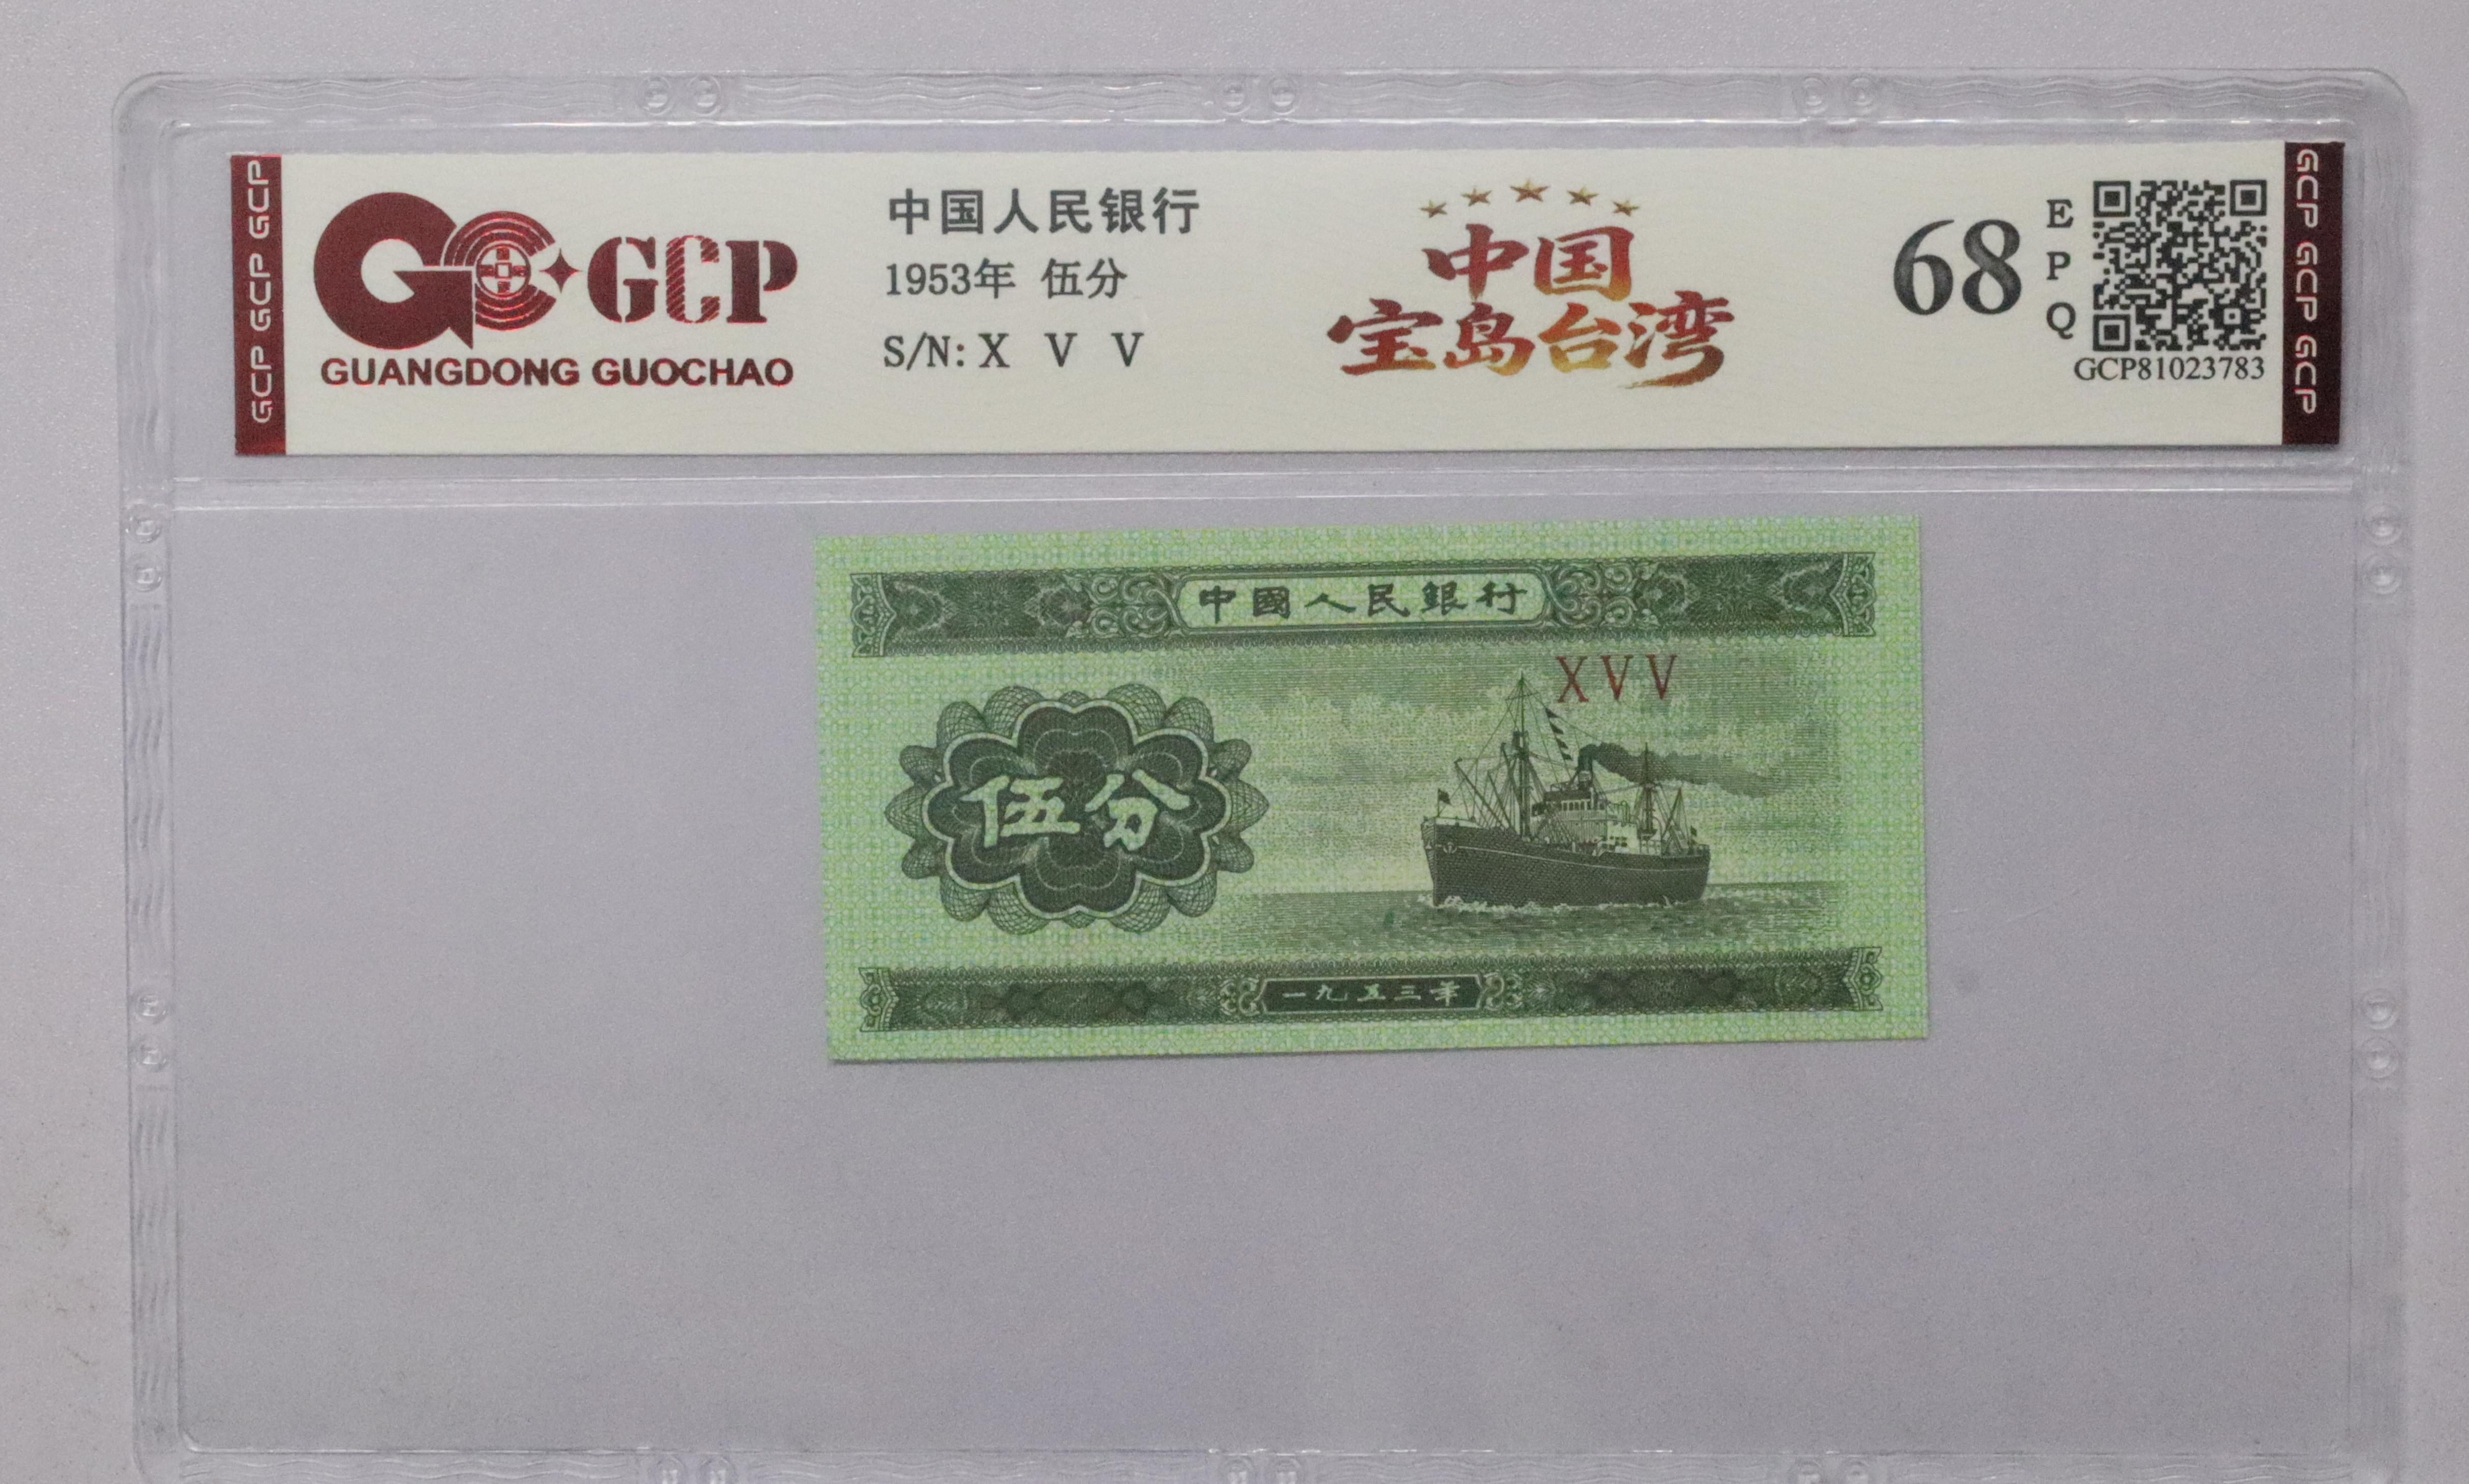 GCP GCP GCP
GCP
GUANGDONG GUOCHAO
中国人民银行
1953年 伍分
S/N: X V V
中国
宝岛台湾
68
E
P
Q
GCP81023783
GCP GCP GCP
中國人民銀行
XVV
伍分
一九五三年